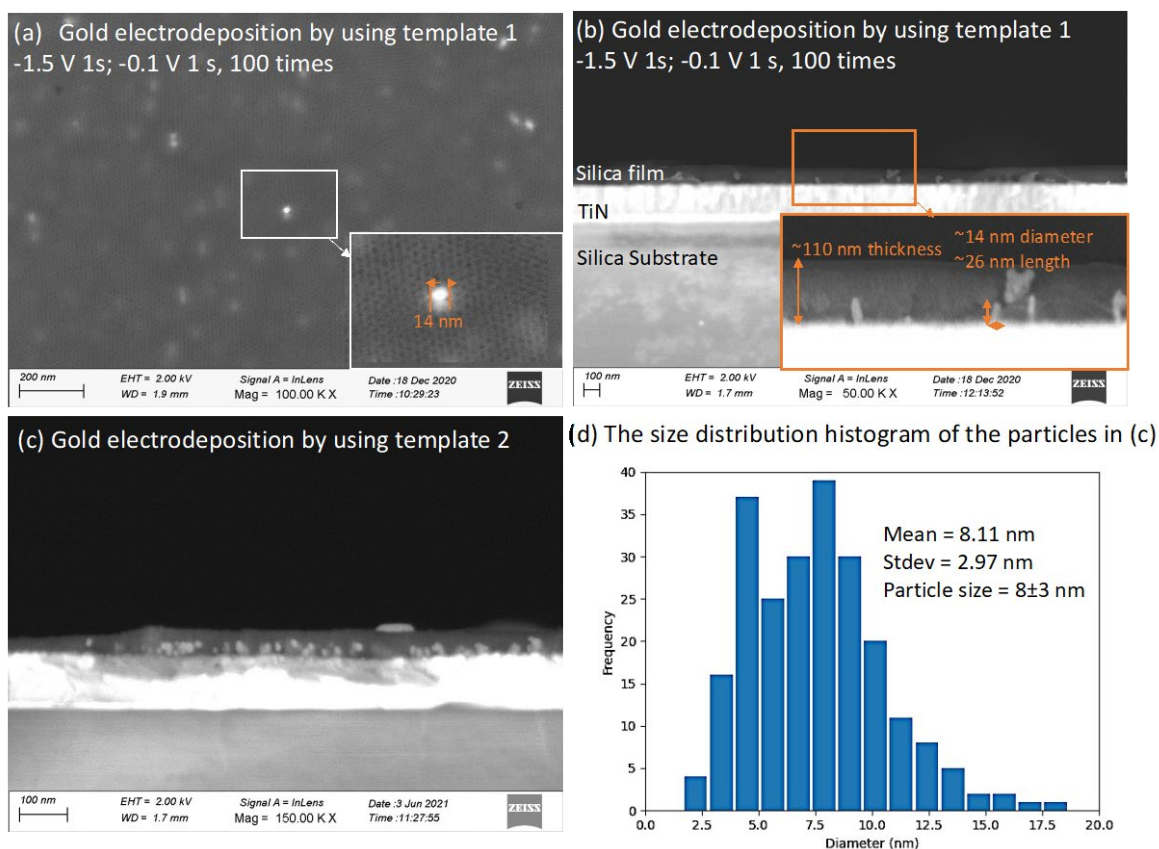 (a) Gold electrodeposition by using template 1
-1.5 V 1s; -0.1 V 1 s, 100 times
14 nm
200 nm
EHT = 2.00 kV
WD = 1.9 mm
Signal A = InLens
Mag = 100.00 K X
Date :18 Dec 2020
Time :10:29:23
ZEISS
(b) Gold electrodeposition by using template 1
-1.5 V 1s; -0.1 V 1 s, 100 times
Silica film
TiN
Silica Substrate
~110 nm thickness
~14 nm diameter
~26 nm length
100 nm
EHT = 2.00 kV
WD = 1.7 mm
Signal A = InLens
Mag = 50.00 K X
Date :18 Dec 2020
Time :12:13:52
ZEISS
(c) Gold electrodeposition by using template 2
100 nm
EHT = 2.00 kV
WD = 1.7 mm
Signal A = InLens
Mag = 150.00 K X
Date :3 Jun 2021
Time :11:27:55
ZEISS
(d) The size distribution histogram of the particles in (c)
Mean = 8.11 nm
Stdev = 2.97 nm
Particle size = 8±3 nm
Frequency
40
35
30
25
20
15
10
5
0
0.0 2.5 5.0 7.5 10.0 12.5 15.0 17.5 20.0
Diameter (nm)